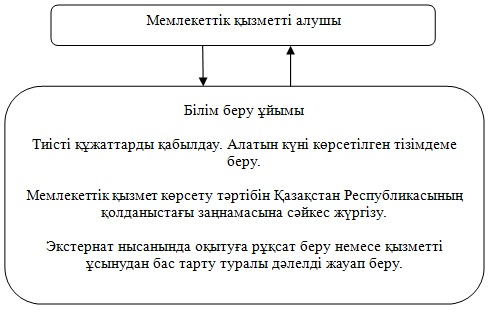 Мемлекеттік қызметті алушы
Білім беру ұйымы
Тиісті құжаттарды қабылдау. Алатын күні көрсетілген тізімдеме
беру.
Мемлекеттік қызмет көрсету тәртібін Қазақстан Республикасының
қолданыстағы заңнамасына сәйкес жүргізу.
Экстернат нысанында оқытуға рұқсат беру немесе қызметті
ұсынудан бас тарту туралы дәлелді жауап беру.